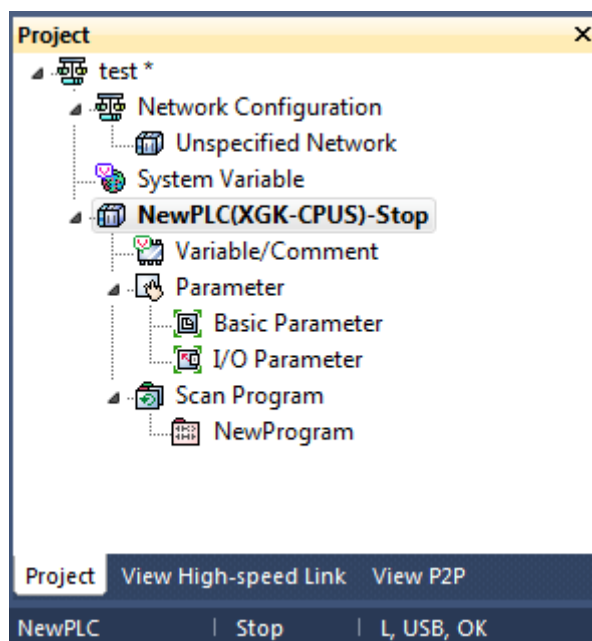 Project
test *
Network Configuration
Unspecified Network
System Variable
NewPLC(XGK-CPUS)-Stop
Variable/Comment
Parameter
Basic Parameter
I/O Parameter
Scan Program
NewProgram
Project View High-speed Link View P2P
NewPLC Stop L, USB, OK